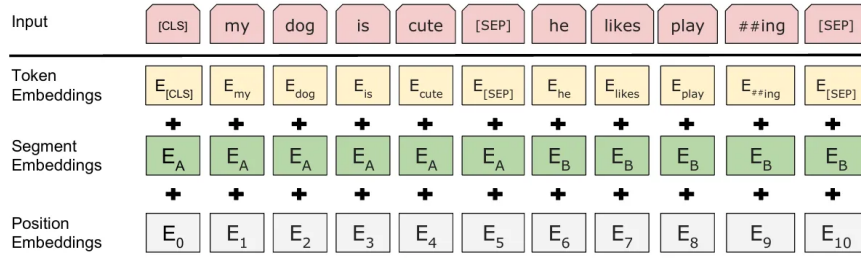 Input [CLS] my dog is cute [SEP] he likes play ##ing [SEP]
Token Embeddings E[CLS] Emy Edog Eis Ecute E[SEP] Ehe Elikes Eplay E##ing E[SEP]
+ + + + + + + + + + +
Segment Embeddings EA EA EA EA EA EA EB EB EB EB EB
+ + + + + + + + + + +
Position Embeddings E0 E1 E2 E3 E4 E5 E6 E7 E8 E9 E10